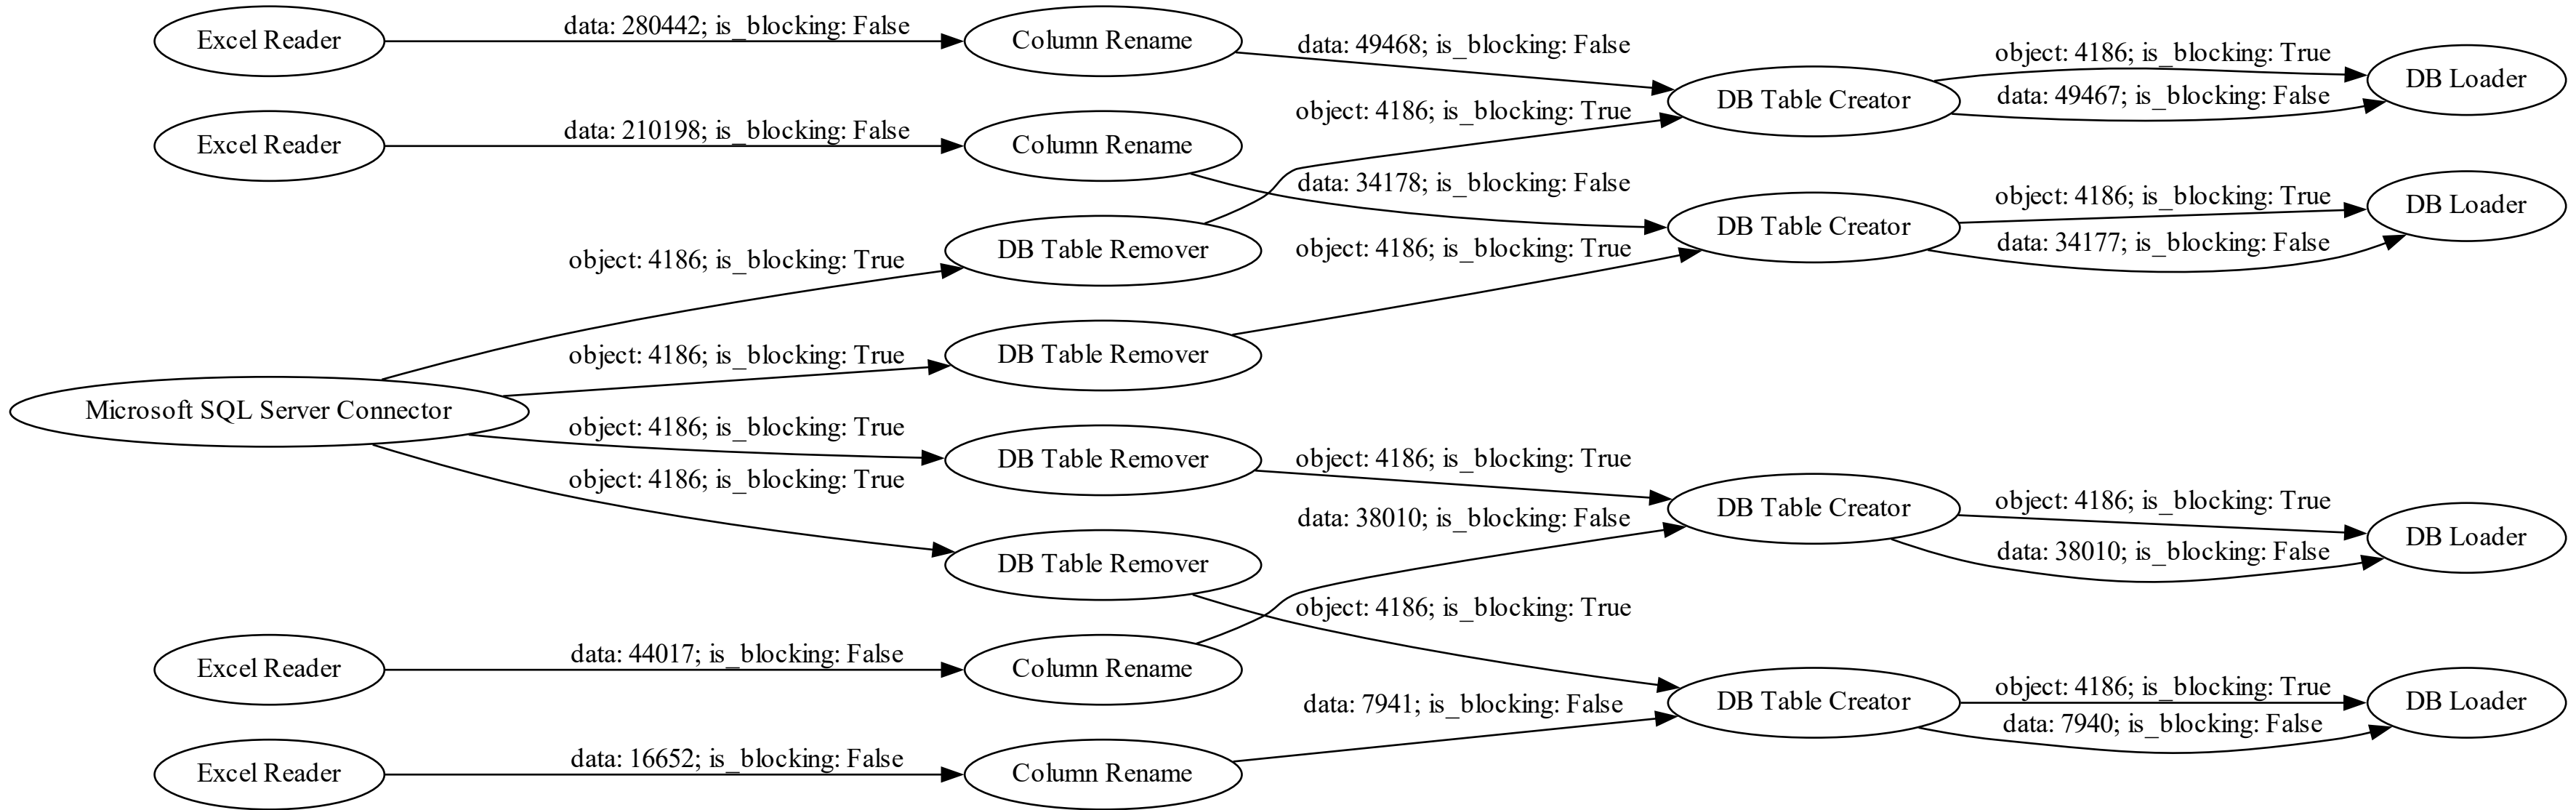 Excel Reader
data: 280442; is_blocking: False
Column Rename
data: 49468; is_blocking: False
object: 4186; is_blocking: True
DB Table Creator
object: 4186; is_blocking: True
data: 49467; is_blocking: False
DB Loader
Excel Reader
data: 210198; is_blocking: False
Column Rename
data: 34178; is_blocking: False
object: 4186; is_blocking: True
DB Table Creator
object: 4186; is_blocking: True
data: 34177; is_blocking: False
DB Loader
object: 4186; is_blocking: True
DB Table Remover
object: 4186; is_blocking: True
DB Table Remover
Microsoft SQL Server Connector
object: 4186; is_blocking: True
DB Table Remover
object: 4186; is_blocking: True
DB Table Remover
object: 4186; is_blocking: True
data: 38010; is_blocking: False
DB Table Creator
object: 4186; is_blocking: True
data: 38010; is_blocking: False
DB Loader
Excel Reader
data: 44017; is_blocking: False
Column Rename
object: 4186; is_blocking: True
data: 7941; is_blocking: False
DB Table Creator
object: 4186; is_blocking: True
data: 7940; is_blocking: False
DB Loader
Excel Reader
data: 16652; is_blocking: False
Column Rename